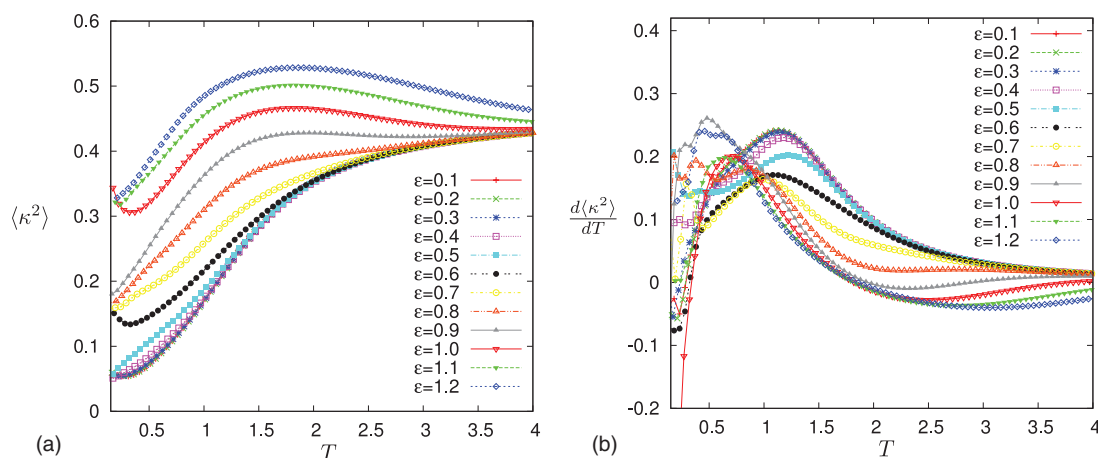 0.6
0.5
0.4
⟨κ²⟩
0.3
0.2
0.1
0
ε=0.1
ε=0.2
ε=0.3
ε=0.4
ε=0.5
ε=0.6
ε=0.7
ε=0.8
ε=0.9
ε=1.0
ε=1.1
ε=1.2
0.5 1 1.5 2 2.5 3 3.5 4
(a) T
0.4
0.3
0.2
d⟨κ²⟩
dT
0.1
0
-0.1
-0.2
ε=0.1
ε=0.2
ε=0.3
ε=0.4
ε=0.5
ε=0.6
ε=0.7
ε=0.8
ε=0.9
ε=1.0
ε=1.1
ε=1.2
0.5 1 1.5 2 2.5 3 3.5 4
(b) T